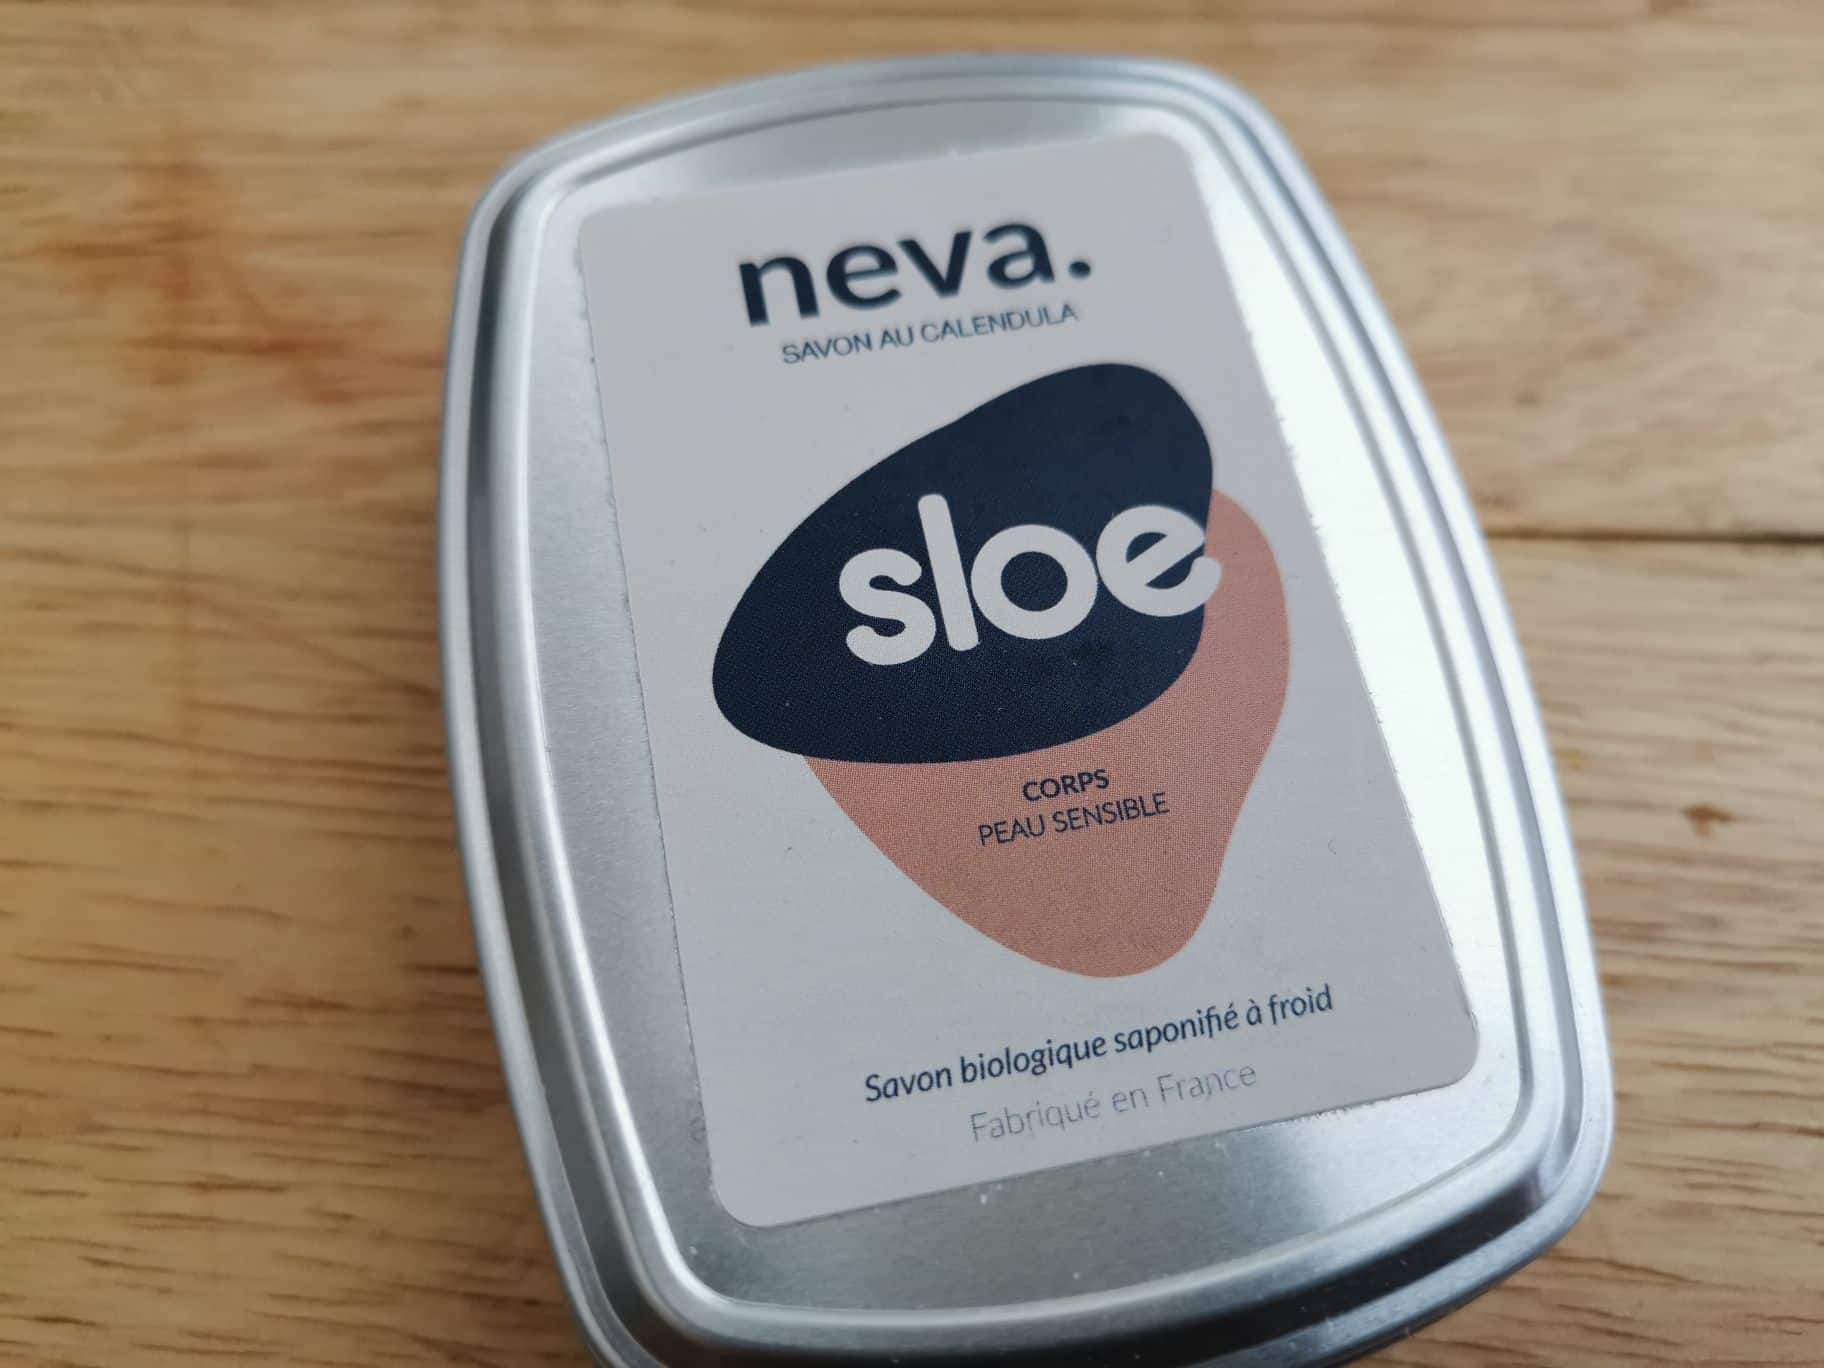 neva.
SAVON AU CALENDULA
sloe
CORPS
PEAU SENSIBLE
Savon biologique saponifié à froid
Fabriqué en France